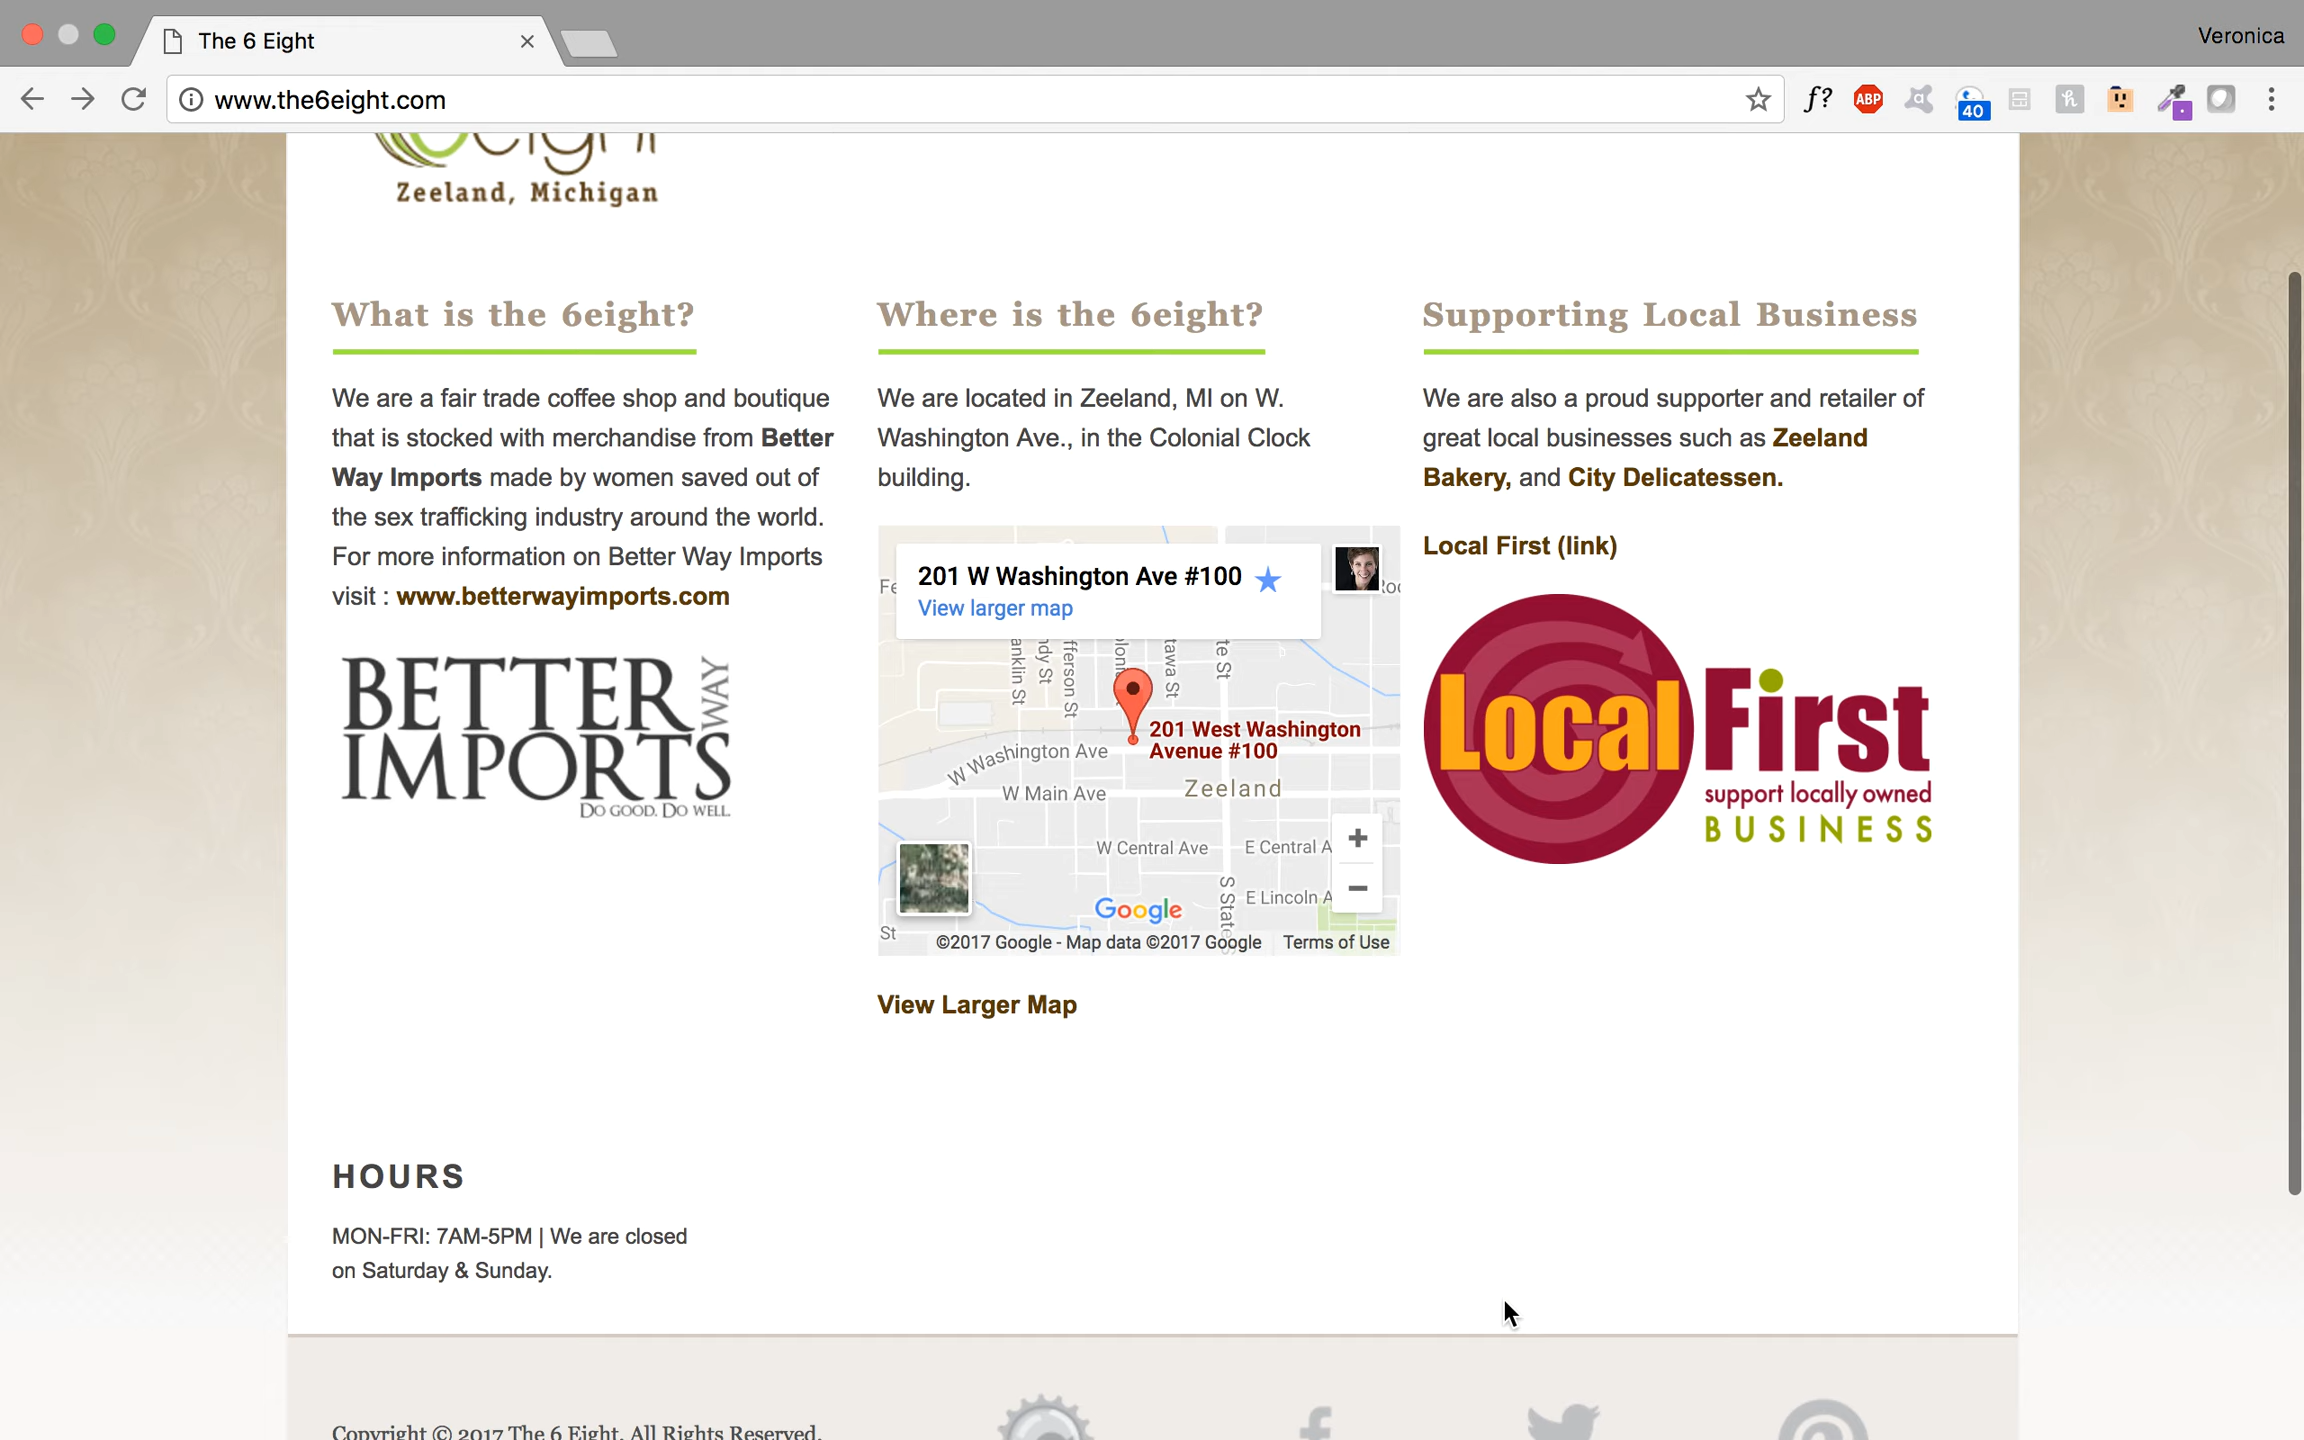 The 6 Eight
Veronica
www.the6eight.com
f?
ABP
40
Zeeland, Michigan
What is the 6eight?
We are a fair trade coffee shop and boutique
that is stocked with merchandise from Better
Way Imports made by women saved out of
the sex trafficking industry around the world.
For more information on Better Way Imports
visit : www.betterwayimports.com
BETTER WAY
IMPORTS
DO GOOD. DO WELL.
Where is the 6eight?
We are located in Zeeland, MI on W.
Washington Ave., in the Colonial Clock
building.
201 W Washington Ave #100
View larger map
201 West Washington
Avenue #100
W Washington Ave
W Main Ave
Zeeland
W Central Ave
E Central A
E Lincoln A
S State
St
Google
©2017 Google - Map data ©2017 Google
Terms of Use
View Larger Map
Supporting Local Business
We are also a proud supporter and retailer of
great local businesses such as Zeeland
Bakery, and City Delicatessen.
Local First (link)
Local First
support locally owned
BUSINESS
HOURS
MON-FRI: 7AM-5PM | We are closed
on Saturday & Sunday.
Copyright © 2017 The 6 Eight. All Rights Reserved.